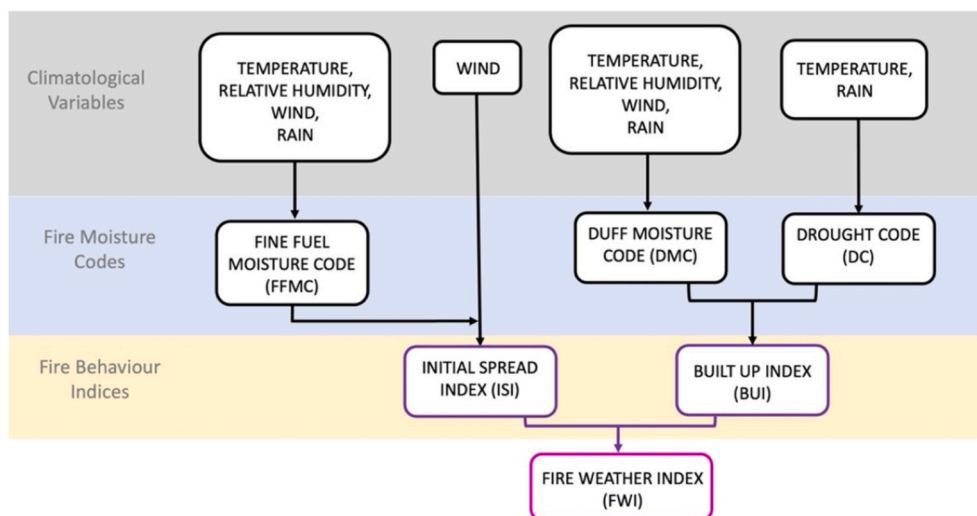 Climatological
Variables
TEMPERATURE,
RELATIVE HUMIDITY,
WIND,
RAIN
WIND
TEMPERATURE,
RELATIVE HUMIDITY,
WIND,
RAIN
TEMPERATURE,
RAIN
Fire Moisture
Codes
FINE FUEL
MOISTURE CODE
(FFMC)
DUFF MOISTURE
CODE (DMC)
DROUGHT CODE
(DC)
Fire Behaviour
Indices
INITIAL SPREAD
INDEX (ISI)
BUILT UP INDEX
(BUI)
FIRE WEATHER INDEX
(FWI)